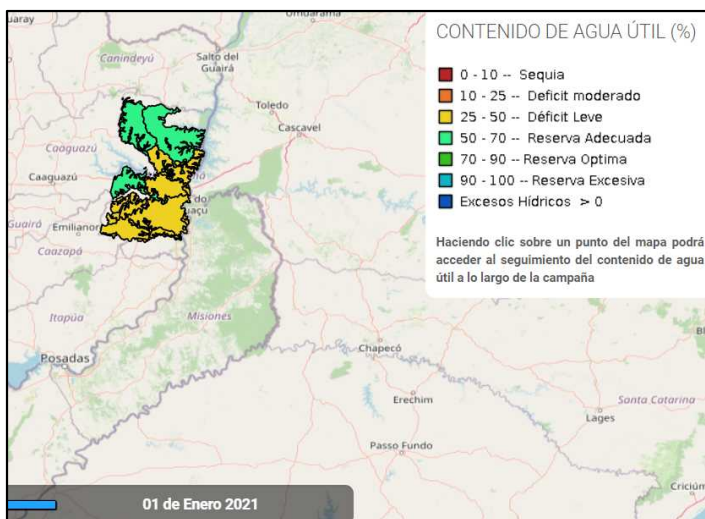 Umuarama
Canindeyú
Salto del
Guairá
Toledo
Cascavel
Caaguazú
Caaguazú
Guairá
Emilianor
Caazapá
Itapúa
Misiones
Posadas
Chapecó
Erechim
Lages
Santa Catarina
Passo Fundo
Criciúm
CONTENIDO DE AGUA ÚTIL (%)
0 - 10 -- Sequia
10 - 25 -- Deficit moderado
25 - 50 -- Déficit Leve
50 - 70 -- Reserva Adecuada
70 - 90 -- Reserva Optima
90 - 100 -- Reserva Excesiva
Excesos Hídricos > 0
Haciendo clic sobre un punto del mapa podrá
acceder al seguimiento del contenido de agua
útil a lo largo de la campaña
01 de Enero 2021